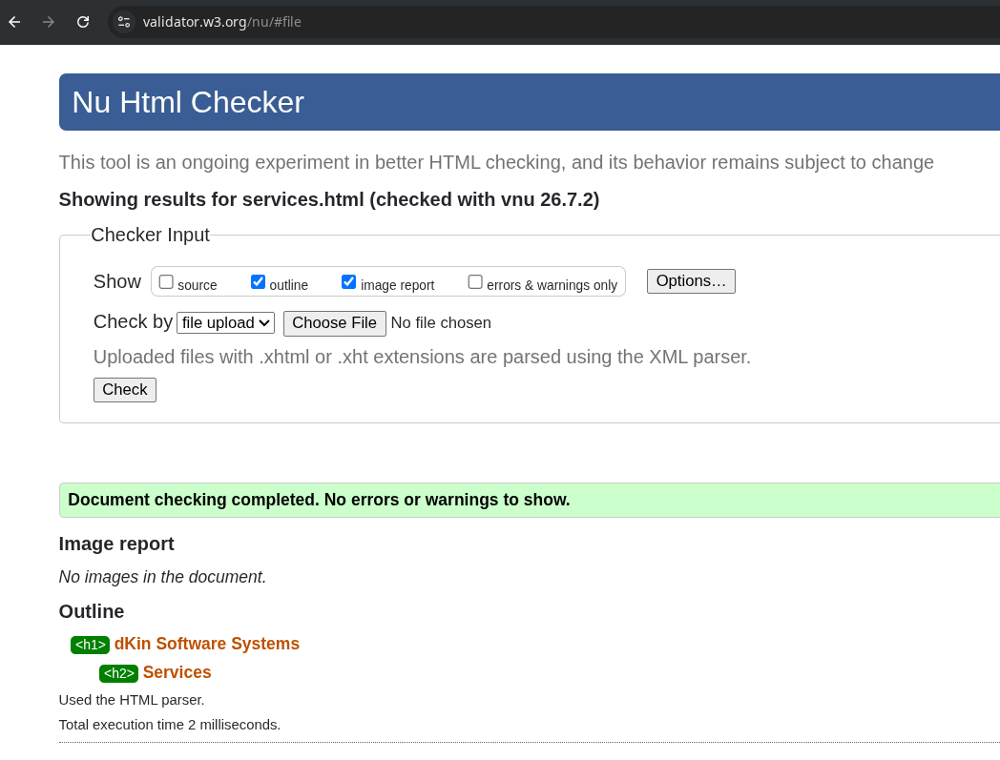 validator.w3.org/nu/#file
Nu Html Checker
This tool is an ongoing experiment in better HTML checking, and its behavior remains subject to change
Showing results for services.html (checked with vnu 26.7.2)
Checker Input
Show source outline image report errors & warnings only Options…
Check by file upload Choose File No file chosen
Uploaded files with .xhtml or .xht extensions are parsed using the XML parser.
Check
Document checking completed. No errors or warnings to show.
Image report
No images in the document.
Outline
<h1> dKin Software Systems
<h2> Services
Used the HTML parser.
Total execution time 2 milliseconds.